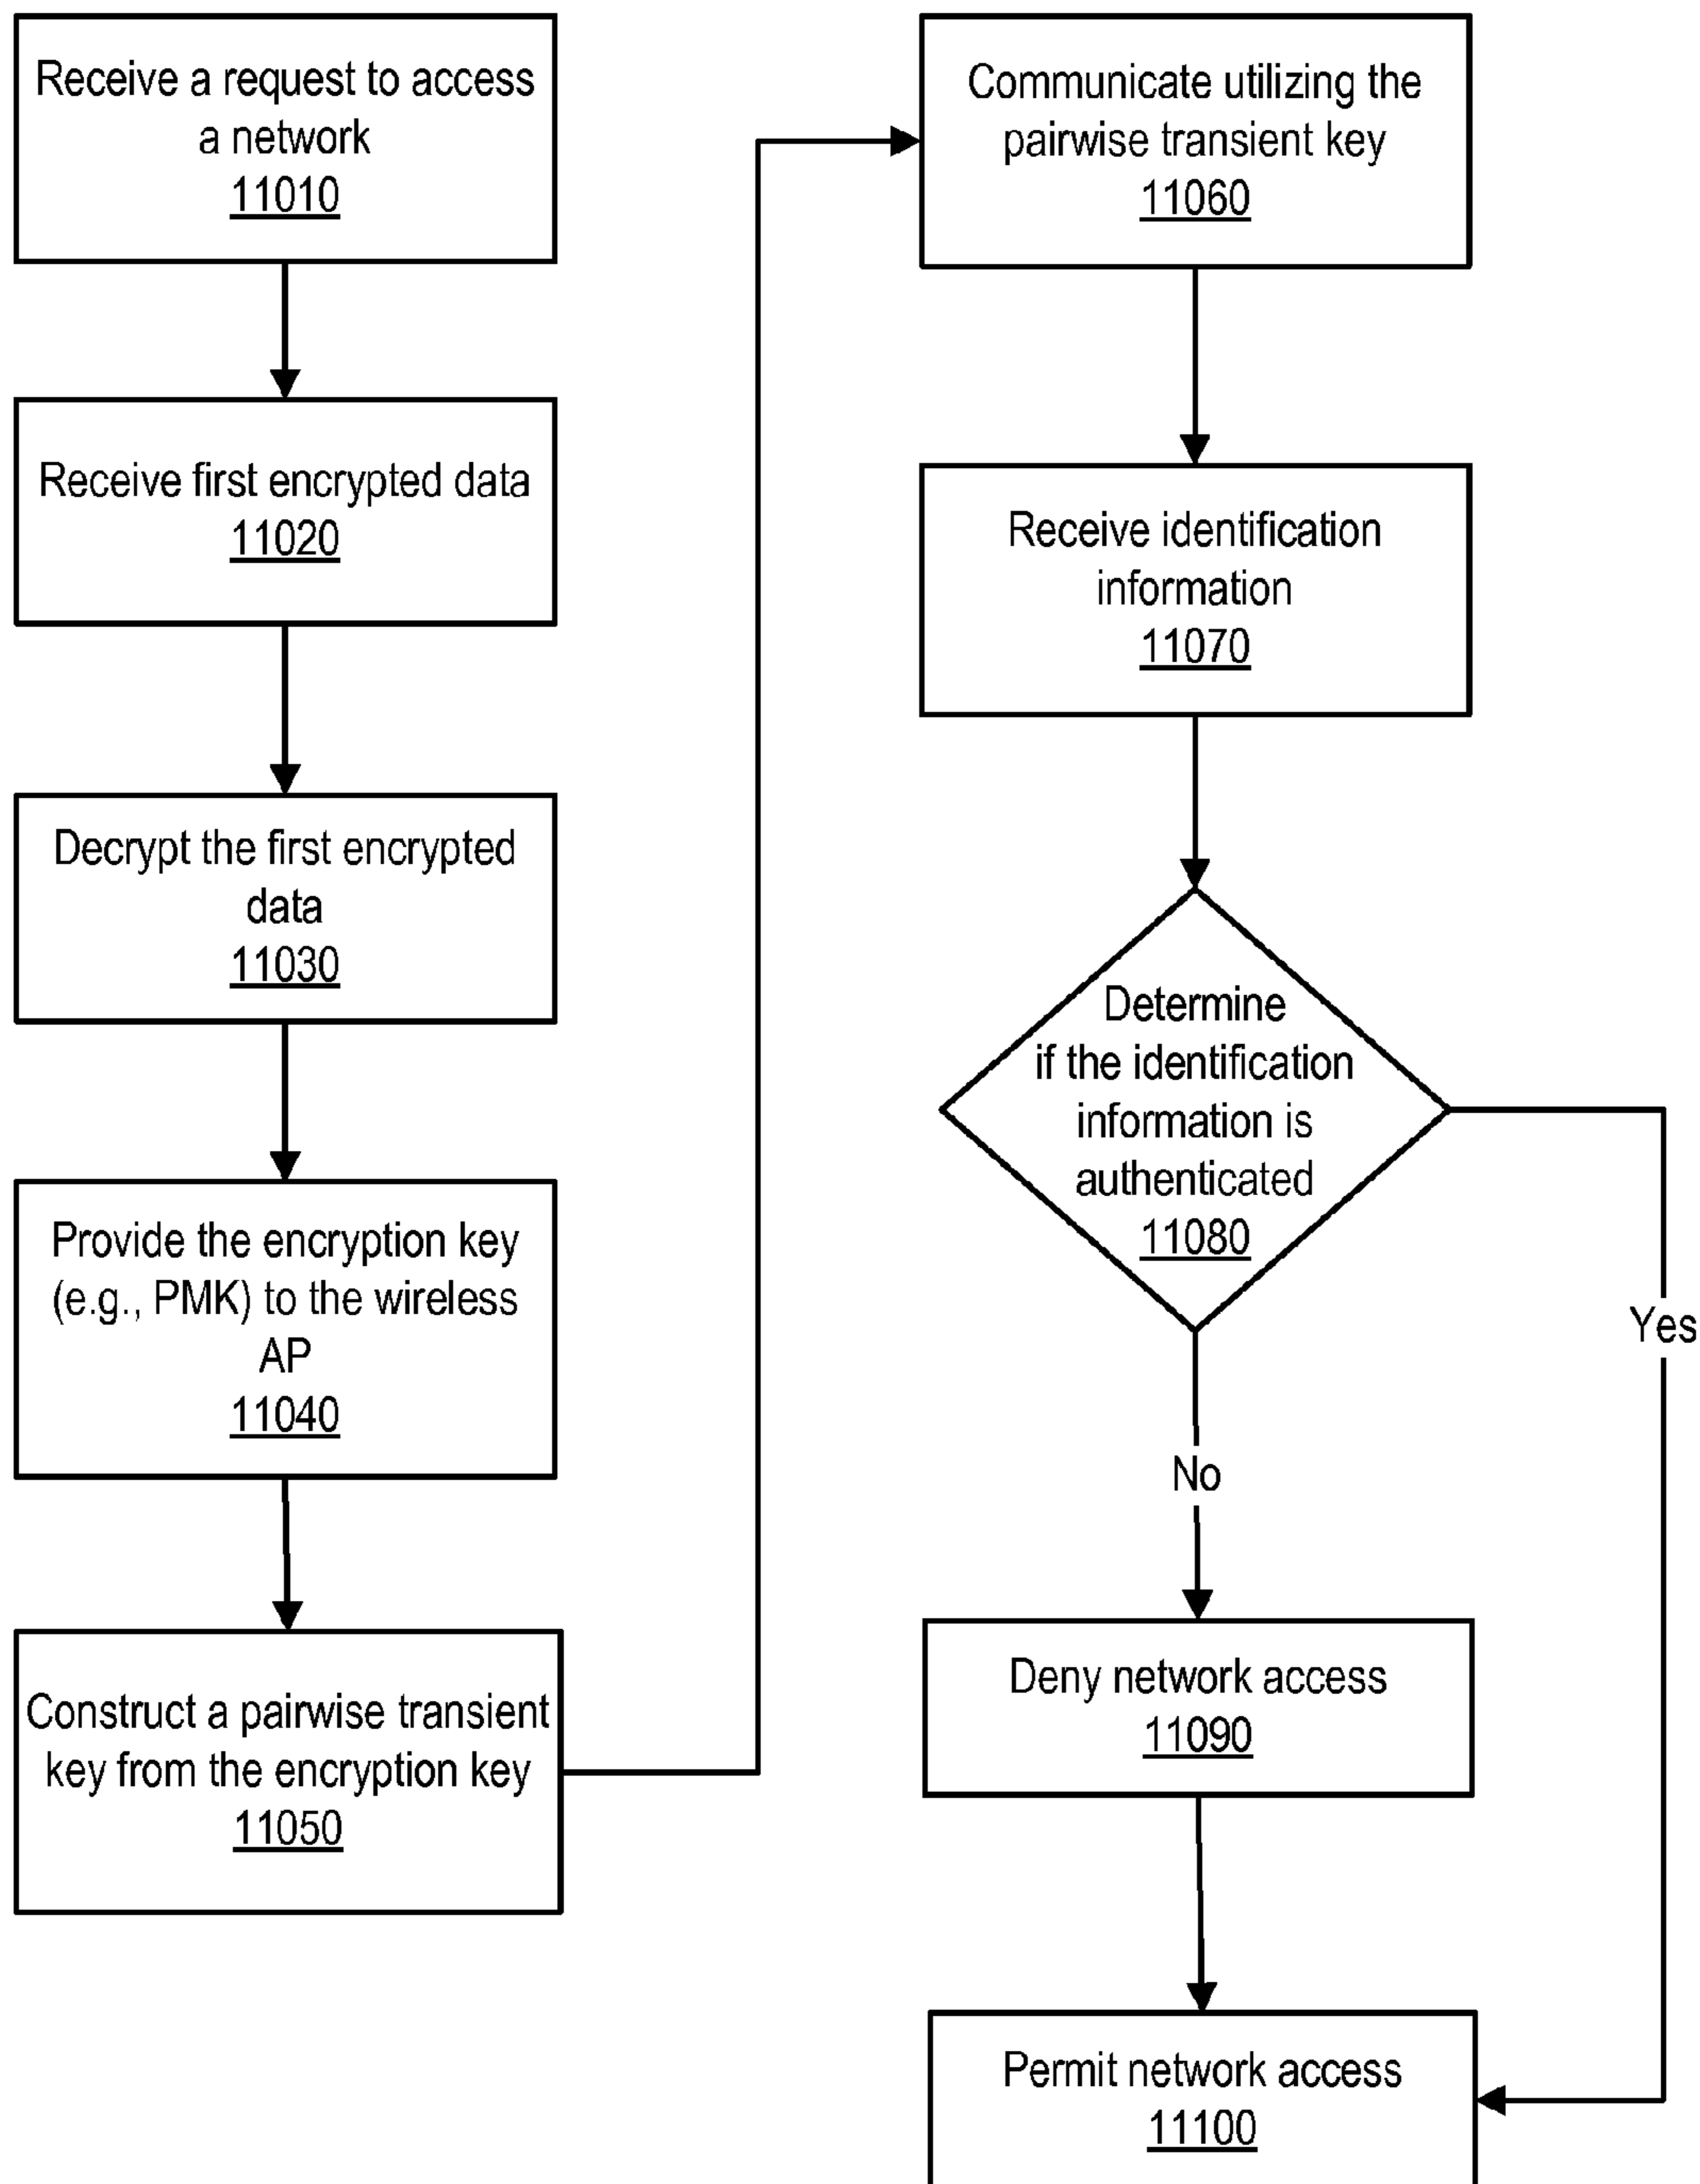 Receive a request to access
a network
11010
Receive first encrypted data
11020
Decrypt the first encrypted
data
11030
Provide the encryption key
(e.g., PMK) to the wireless
AP
11040
Construct a pairwise transient
key from the encryption key
11050
Communicate utilizing the
pairwise transient key
11060
Receive identification
information
11070
Determine
if the identification
information is
authenticated
11080
Yes
No
Deny network access
11090
Permit network access
11100